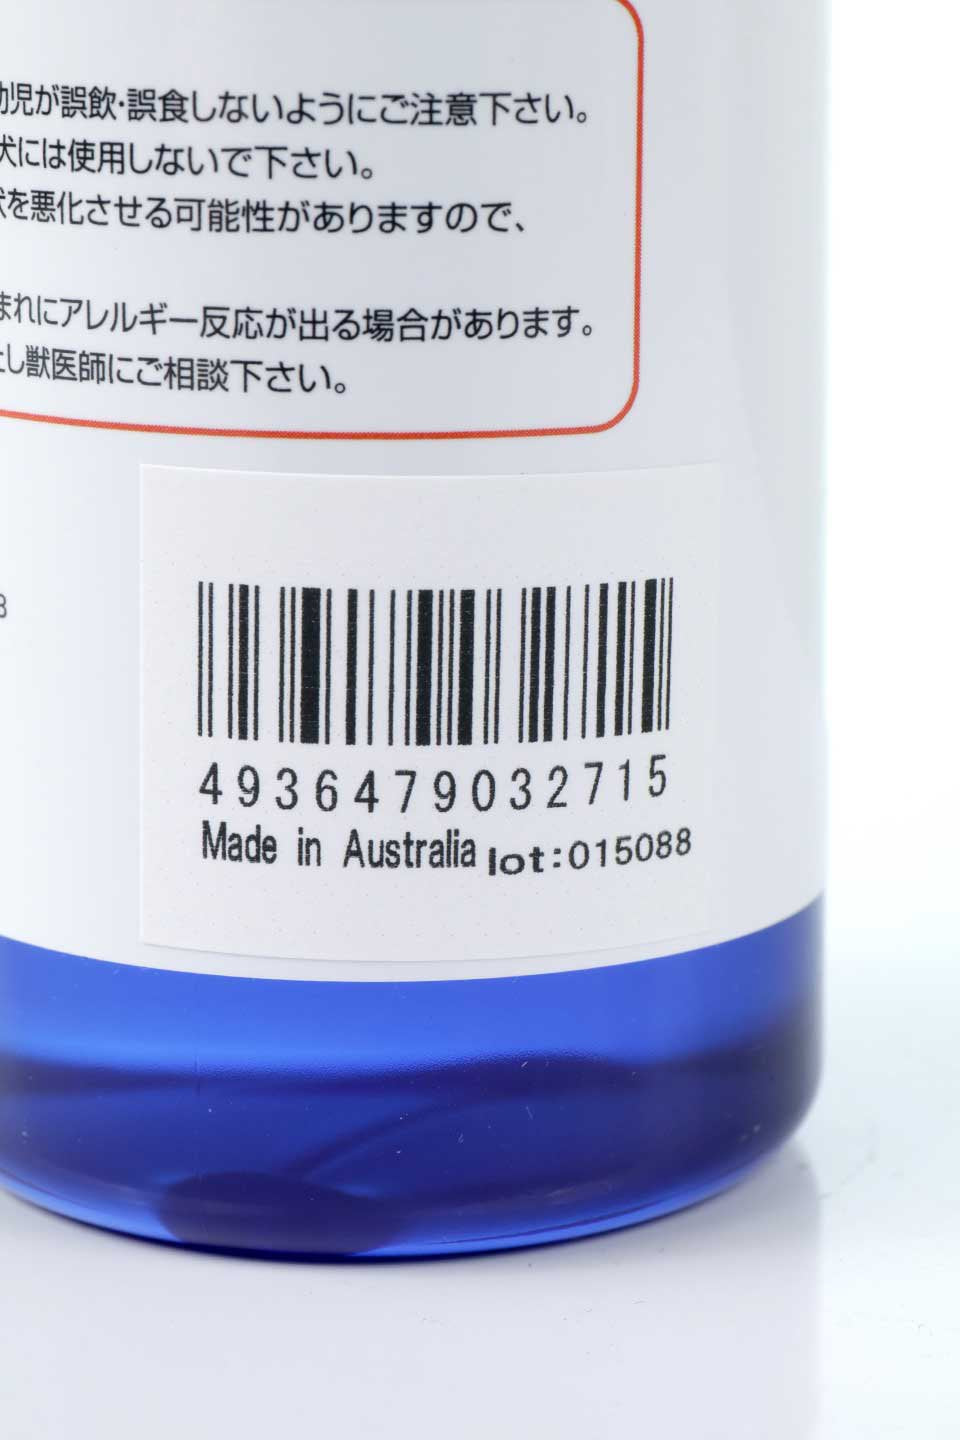 幼児が誤飲・誤食しないようにご注意下さい。
犬には使用しないで下さい。
状を悪化させる可能性がありますので、
まれにアレルギー反応が出る場合があります。
し獣医師にご相談下さい。
4936479032715
Made in Australia lot:015088